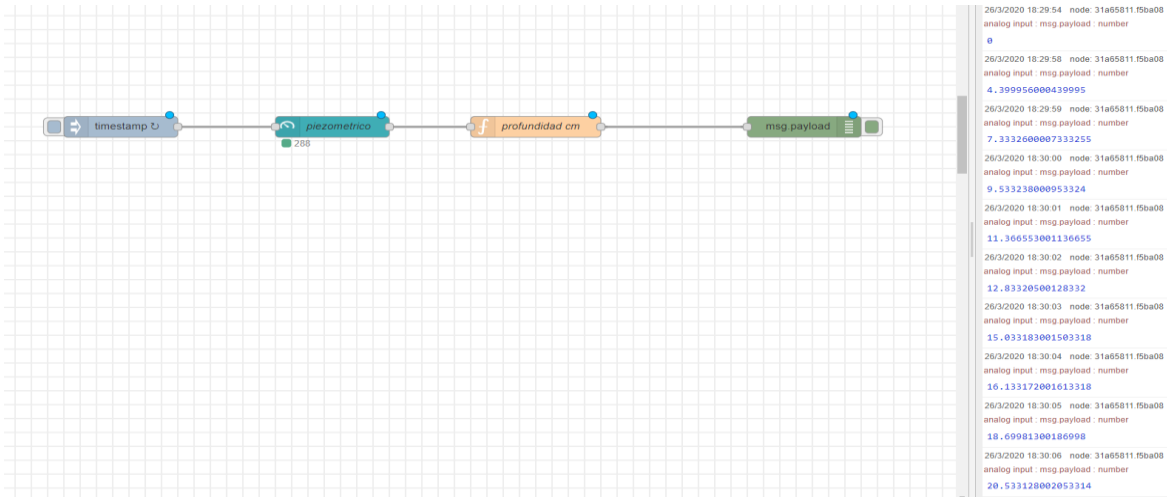 timestamp ↻
piezometrico
288
profundidad cm
msg.payload
26/3/2020 18:29:54 node: 31a65811.f5ba08
analog input : msg.payload : number
0
26/3/2020 18:29:58 node: 31a65811.f5ba08
analog input : msg.payload : number
4.399956000439995
26/3/2020 18:29:59 node: 31a65811.f5ba08
analog input : msg.payload : number
7.3332600007333255
26/3/2020 18:30:00 node: 31a65811.f5ba08
analog input : msg.payload : number
9.533238000953324
26/3/2020 18:30:01 node: 31a65811.f5ba08
analog input : msg.payload : number
11.366553001136655
26/3/2020 18:30:02 node: 31a65811.f5ba08
analog input : msg.payload : number
12.83320500128332
26/3/2020 18:30:03 node: 31a65811.f5ba08
analog input : msg.payload : number
15.033183001503318
26/3/2020 18:30:04 node: 31a65811.f5ba08
analog input : msg.payload : number
16.133172001613318
26/3/2020 18:30:05 node: 31a65811.f5ba08
analog input : msg.payload : number
18.69981300186998
26/3/2020 18:30:06 node: 31a65811.f5ba08
analog input : msg.payload : number
20.533128002053314